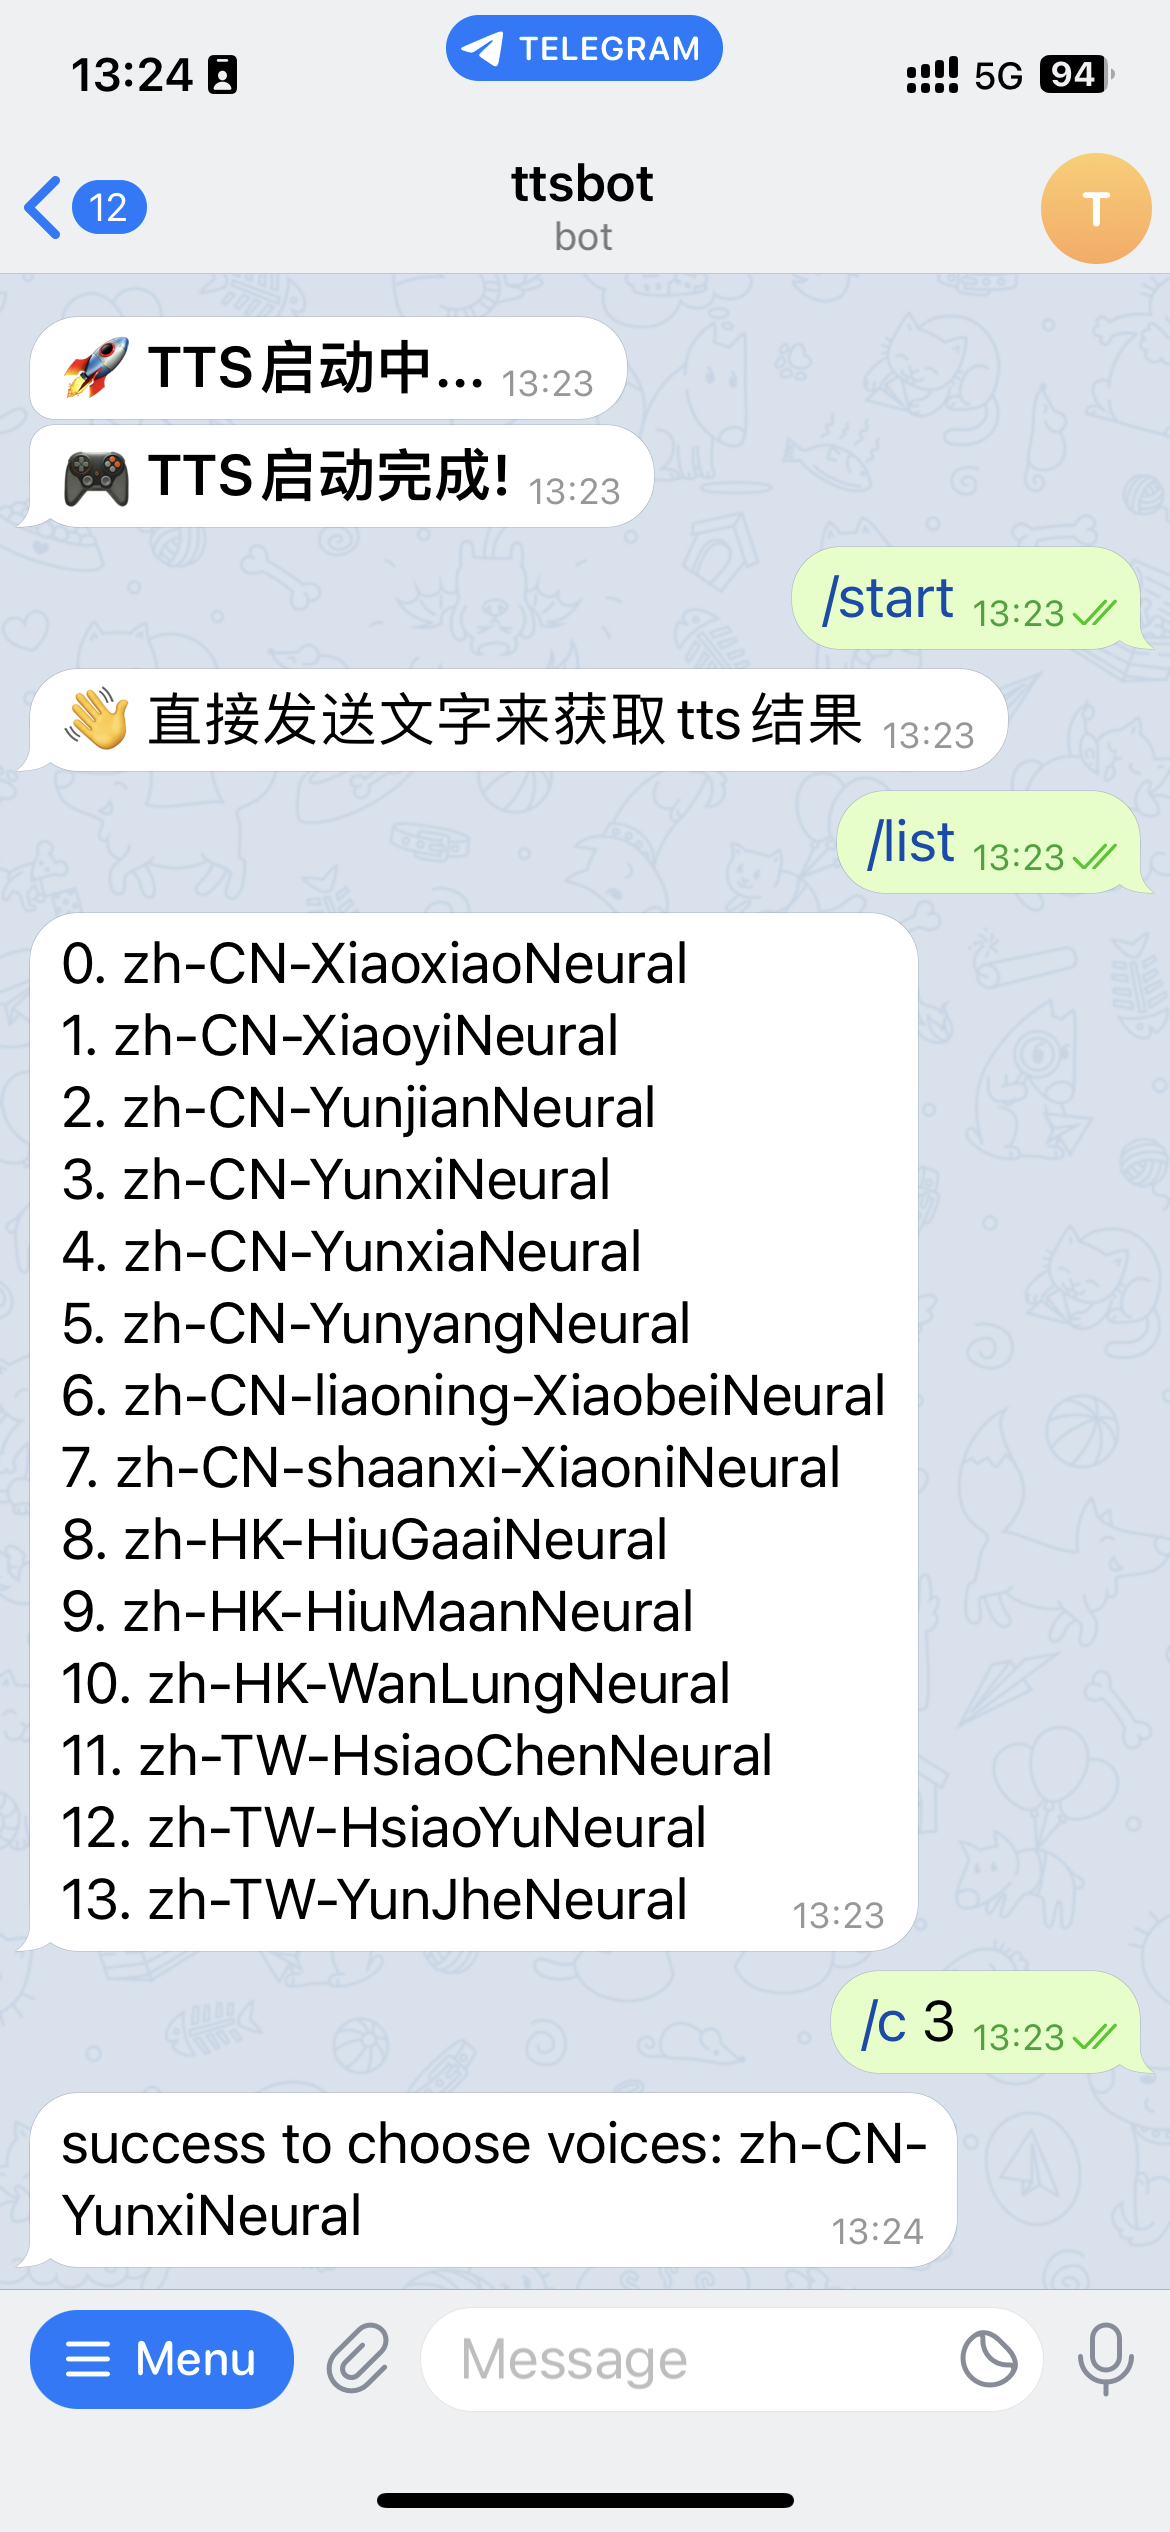 13:24
TELEGRAM
5G
94
12
ttsbot
bot
T
🚀 TTS启动中... 13:23
🎮 TTS启动完成! 13:23
/start 13:23
👋 直接发送文字来获取tts结果 13:23
/list 13:23
0. zh-CN-XiaoxiaoNeural
1. zh-CN-XiaoyiNeural
2. zh-CN-YunjianNeural
3. zh-CN-YunxiNeural
4. zh-CN-YunxiaNeural
5. zh-CN-YunyangNeural
6. zh-CN-liaoning-XiaobeiNeural
7. zh-CN-shaanxi-XiaoniNeural
8. zh-HK-HiuGaaiNeural
9. zh-HK-HiuMaanNeural
10. zh-HK-WanLungNeural
11. zh-TW-HsiaoChenNeural
12. zh-TW-HsiaoYuNeural
13. zh-TW-YunJheNeural 13:23
/c 3 13:23
success to choose voices: zh-CN-
YunxiNeural 13:24
Menu
Message